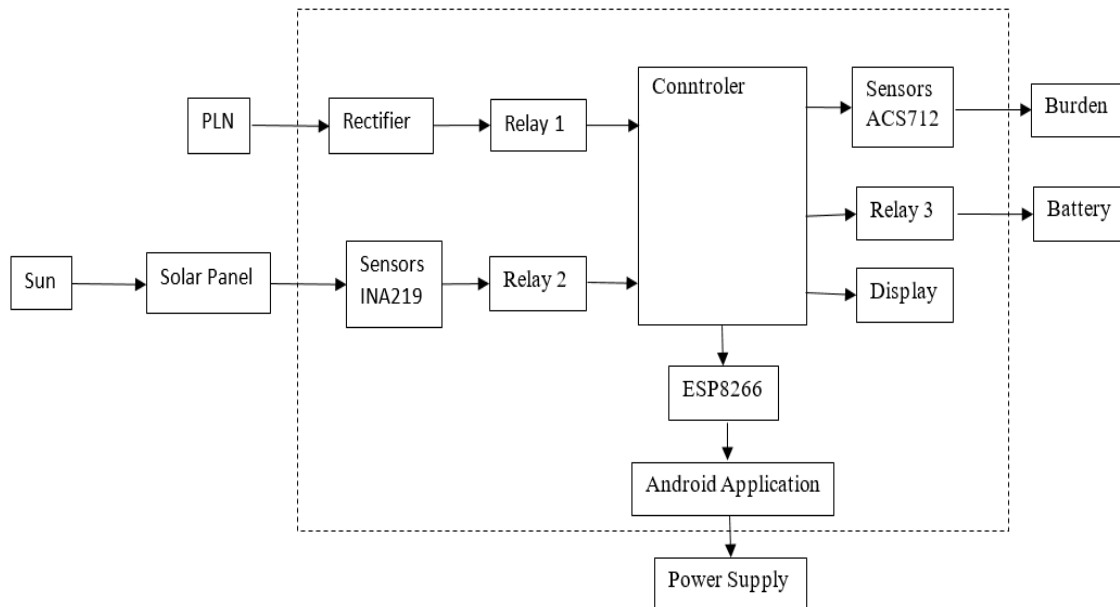 Conntroler
Sensors
ACS712
Burden
PLN
Rectifier
Relay 1
Relay 3
Battery
Sun
Solar Panel
Sensors
INA219
Relay 2
Display
ESP8266
Android Application
Power Supply